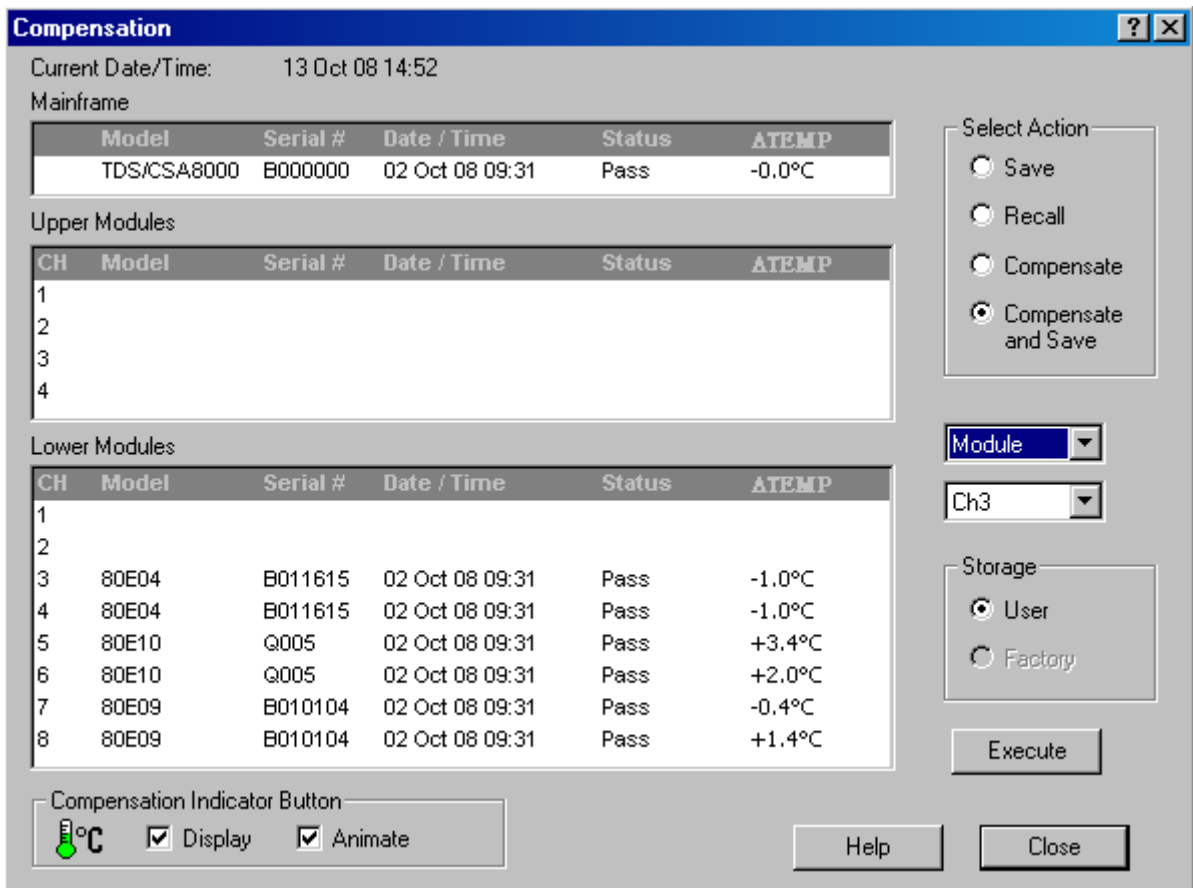 Compensation
Current Date/Time: 13 Oct 08 14:52
Mainframe
Model Serial # Date / Time Status ATEMP
TDS/CSA8000 B000000 02 Oct 08 09:31 Pass -0.0°C
Upper Modules
CH Model Serial # Date / Time Status ATEMP
1
2
3
4
Lower Modules
CH Model Serial # Date / Time Status ATEMP
1
2
3 80E04 B011615 02 Oct 08 09:31 Pass -1.0°C
4 80E04 B011615 02 Oct 08 09:31 Pass -1.0°C
5 80E10 Q005 02 Oct 08 09:31 Pass +3.4°C
6 80E10 Q005 02 Oct 08 09:31 Pass +2.0°C
7 80E09 B010104 02 Oct 08 09:31 Pass -0.4°C
8 80E09 B010104 02 Oct 08 09:31 Pass +1.4°C
Compensation Indicator Button
°C Display Animate
Select Action
Save
Recall
Compensate
Compensate
and Save
Module
Ch3
Storage
User
Factory
Execute
Help Close